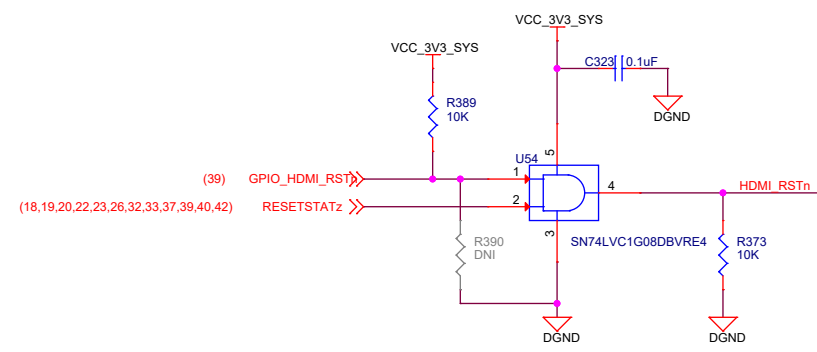 VCC_3V3_SYS
VCC_3V3_SYS
C323
0.1uF
R389
10K
DGND
5
U54
(39)
GPIO_HDMI_RSTn
1
4
HDMI_RSTn
(18,19,20,22,23,26,32,33,37,39,40,42)
RESETSTATz
2
3
R390
DNI
SN74LVC1G08DBVRE4
R373
10K
DGND
DGND